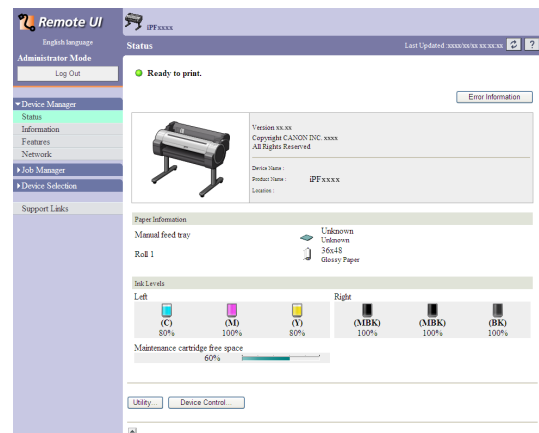 Remote UI
iPFxxxx
English language
Status
Last Updated :xxxx/xx/xx xx:xx:xx
?
Administrator Mode
Log Out
Ready to print.
Error Information
Device Manager
Status
Information
Features
Network
Job Manager
Device Selection
Support Links
Version xx.xx
Copyright CANON INC. xxxx
All Rights Reserved
Device Name :
Product Name : iPFxxxx
Location :
Paper Information
Manual feed tray
Unknown
Unknown
Roll 1
36x48
Glossy Paper
Ink Levels
Left Right
(C) (M) (Y) (MBK) (MBK) (BK)
80% 100% 80% 100% 100% 100%
Maintenance cartridge free space
60%
Utility... Device Control...